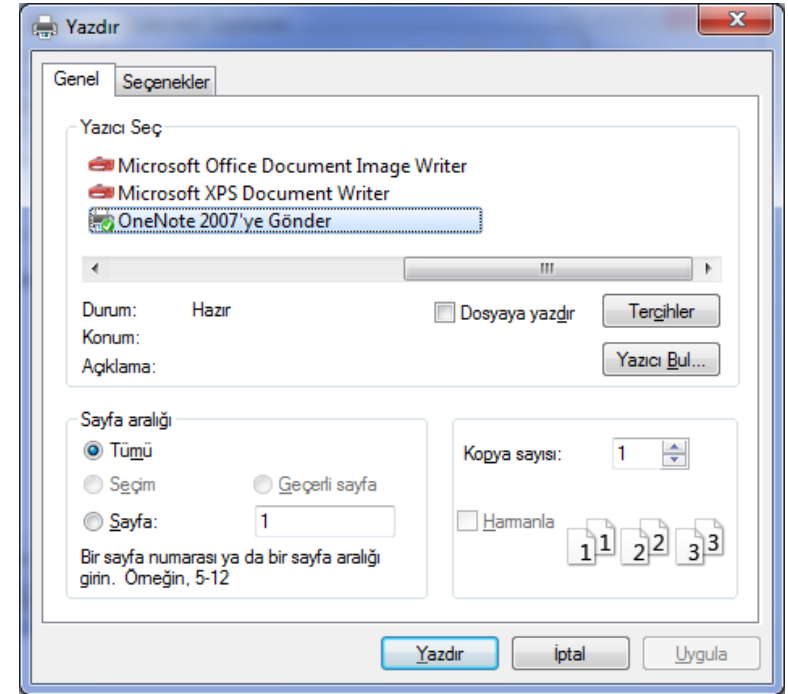 Yazdır
Genel
Seçenekler
Yazıcı Seç
Microsoft Office Document Image Writer
Microsoft XPS Document Writer
OneNote 2007'ye Gönder
Durum: Hazır
Dosyaya yazdır
Tercihler
Konum:
Açıklama:
Yazıcı Bul...
Sayfa aralığı
Tümü
Seçim
Geçerli sayfa
Sayfa: 1
Bir sayfa numarası ya da bir sayfa aralığı
girin. Örneğin, 5-12
Kopya sayısı: 1
Harmanla
1 1 2 2 3 3
Yazdır
İptal
Uygula